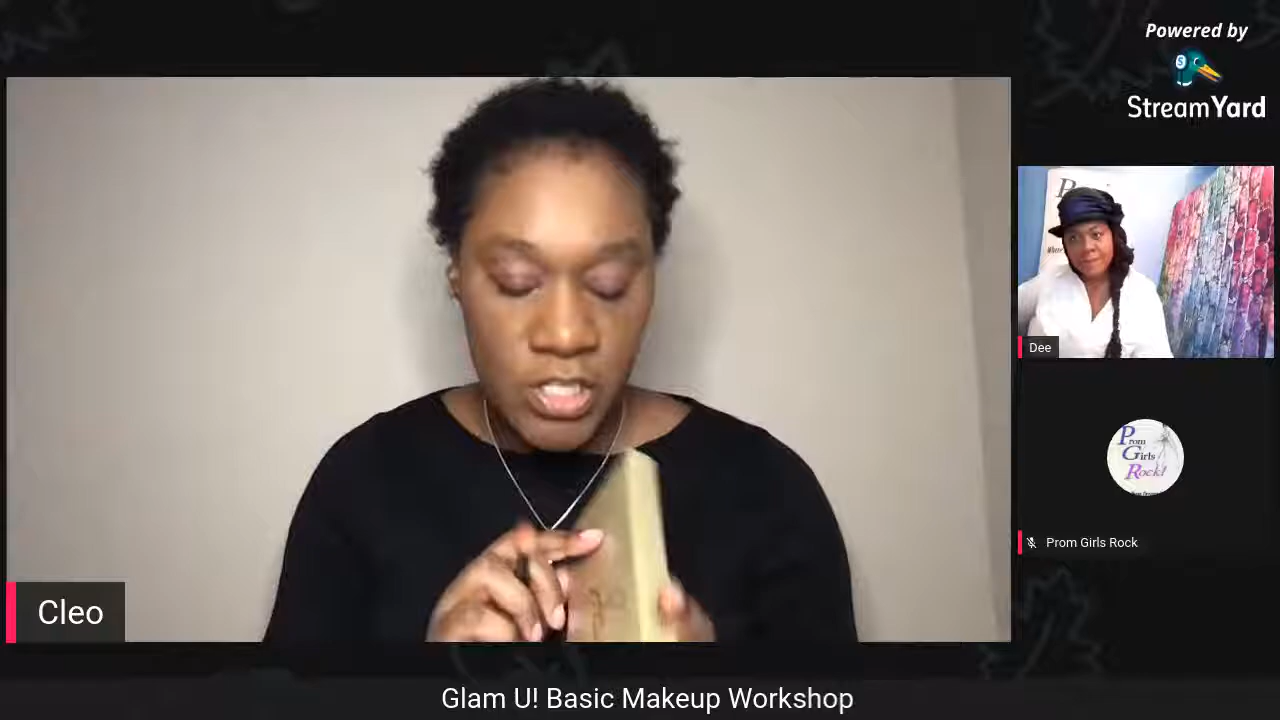 Powered by
S
StreamYard
P
Dee
Prom
Girls
Rock!
Prom Girls Rock
Cleo
Glam U! Basic Makeup Workshop